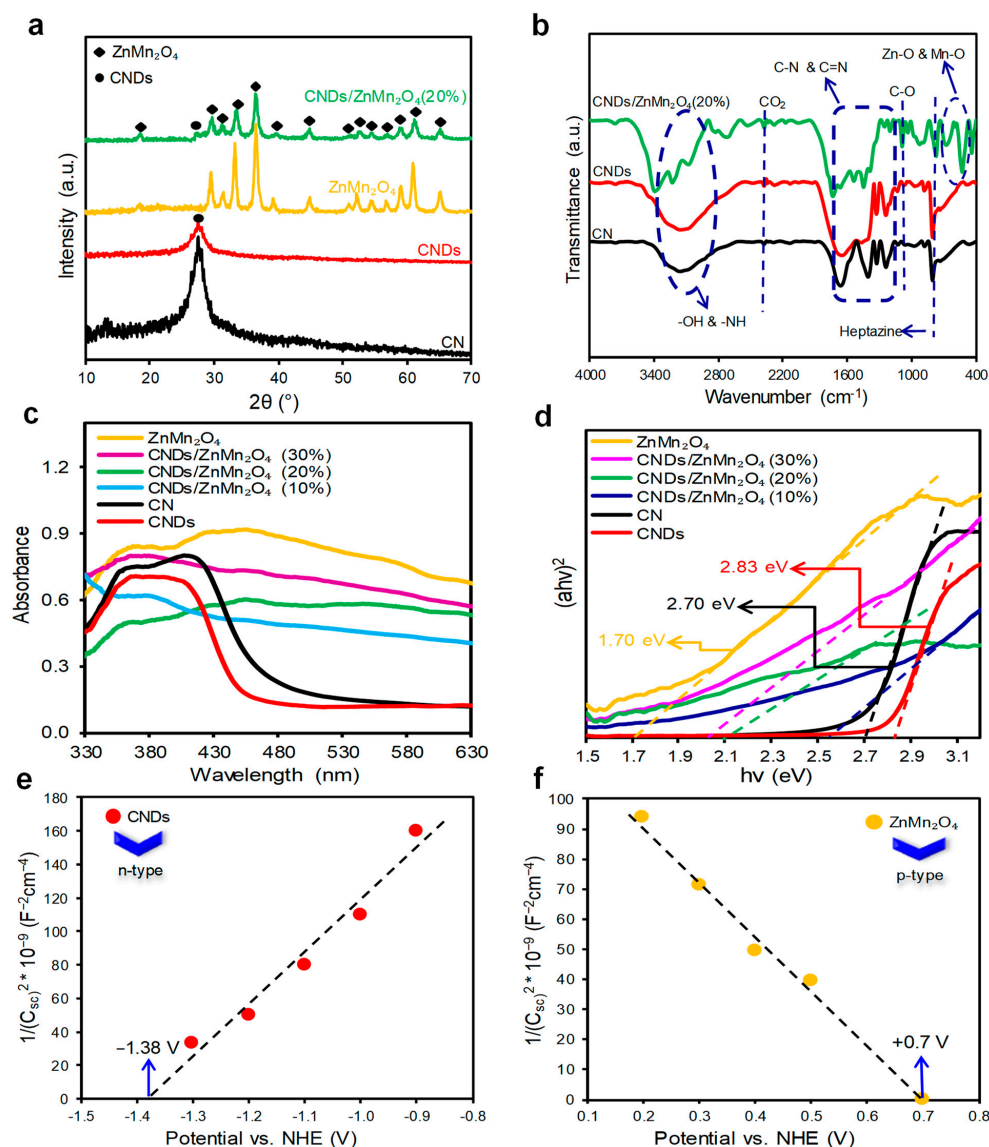 a
ZnMn₂O₄
CNDs
CNDs/ZnMn₂O₄(20%)
ZnMn₂O₄
CNDs
CN
Intensity (a.u.)
10 20 30 40 50 60 70
2θ (°)
b
Zn-O & Mn-O
C-N & C=N
CNDs/ZnMn₂O₄(20%)
CO₂
C-O
CNDs
CN
-OH & -NH
Heptazine
Transmittance (a.u.)
4000 3400 2800 2200 1600 1000 400
Wavenumber (cm⁻¹)
c
ZnMn₂O₄
CNDs/ZnMn₂O₄ (30%)
CNDs/ZnMn₂O₄ (20%)
CNDs/ZnMn₂O₄ (10%)
CN
CNDs
Absorbance
1.2
0.9
0.6
0.3
0.0
330 380 430 480 530 580 630
Wavelength (nm)
d
ZnMn₂O₄
CNDs/ZnMn₂O₄ (30%)
CNDs/ZnMn₂O₄ (20%)
CNDs/ZnMn₂O₄ (10%)
CN
CNDs
2.83 eV
2.70 eV
1.70 eV
(ahν)²
1.5 1.7 1.9 2.1 2.3 2.5 2.7 2.9 3.1
hν (eV)
e
CNDs
n-type
−1.38 V
1/(C_sc)² * 10⁻⁹ (F⁻²cm⁻⁴)
180
160
140
120
100
80
60
40
20
0
-1.5 -1.4 -1.3 -1.2 -1.1 -1.0 -0.9 -0.8
Potential vs. NHE (V)
f
ZnMn₂O₄
p-type
+0.7 V
1/(C_sc)² * 10⁻⁹ (F⁻²cm⁻⁴)
100
90
80
70
60
50
40
30
20
10
0
0.1 0.2 0.3 0.4 0.5 0.6 0.7 0.8
Potential vs. NHE (V)